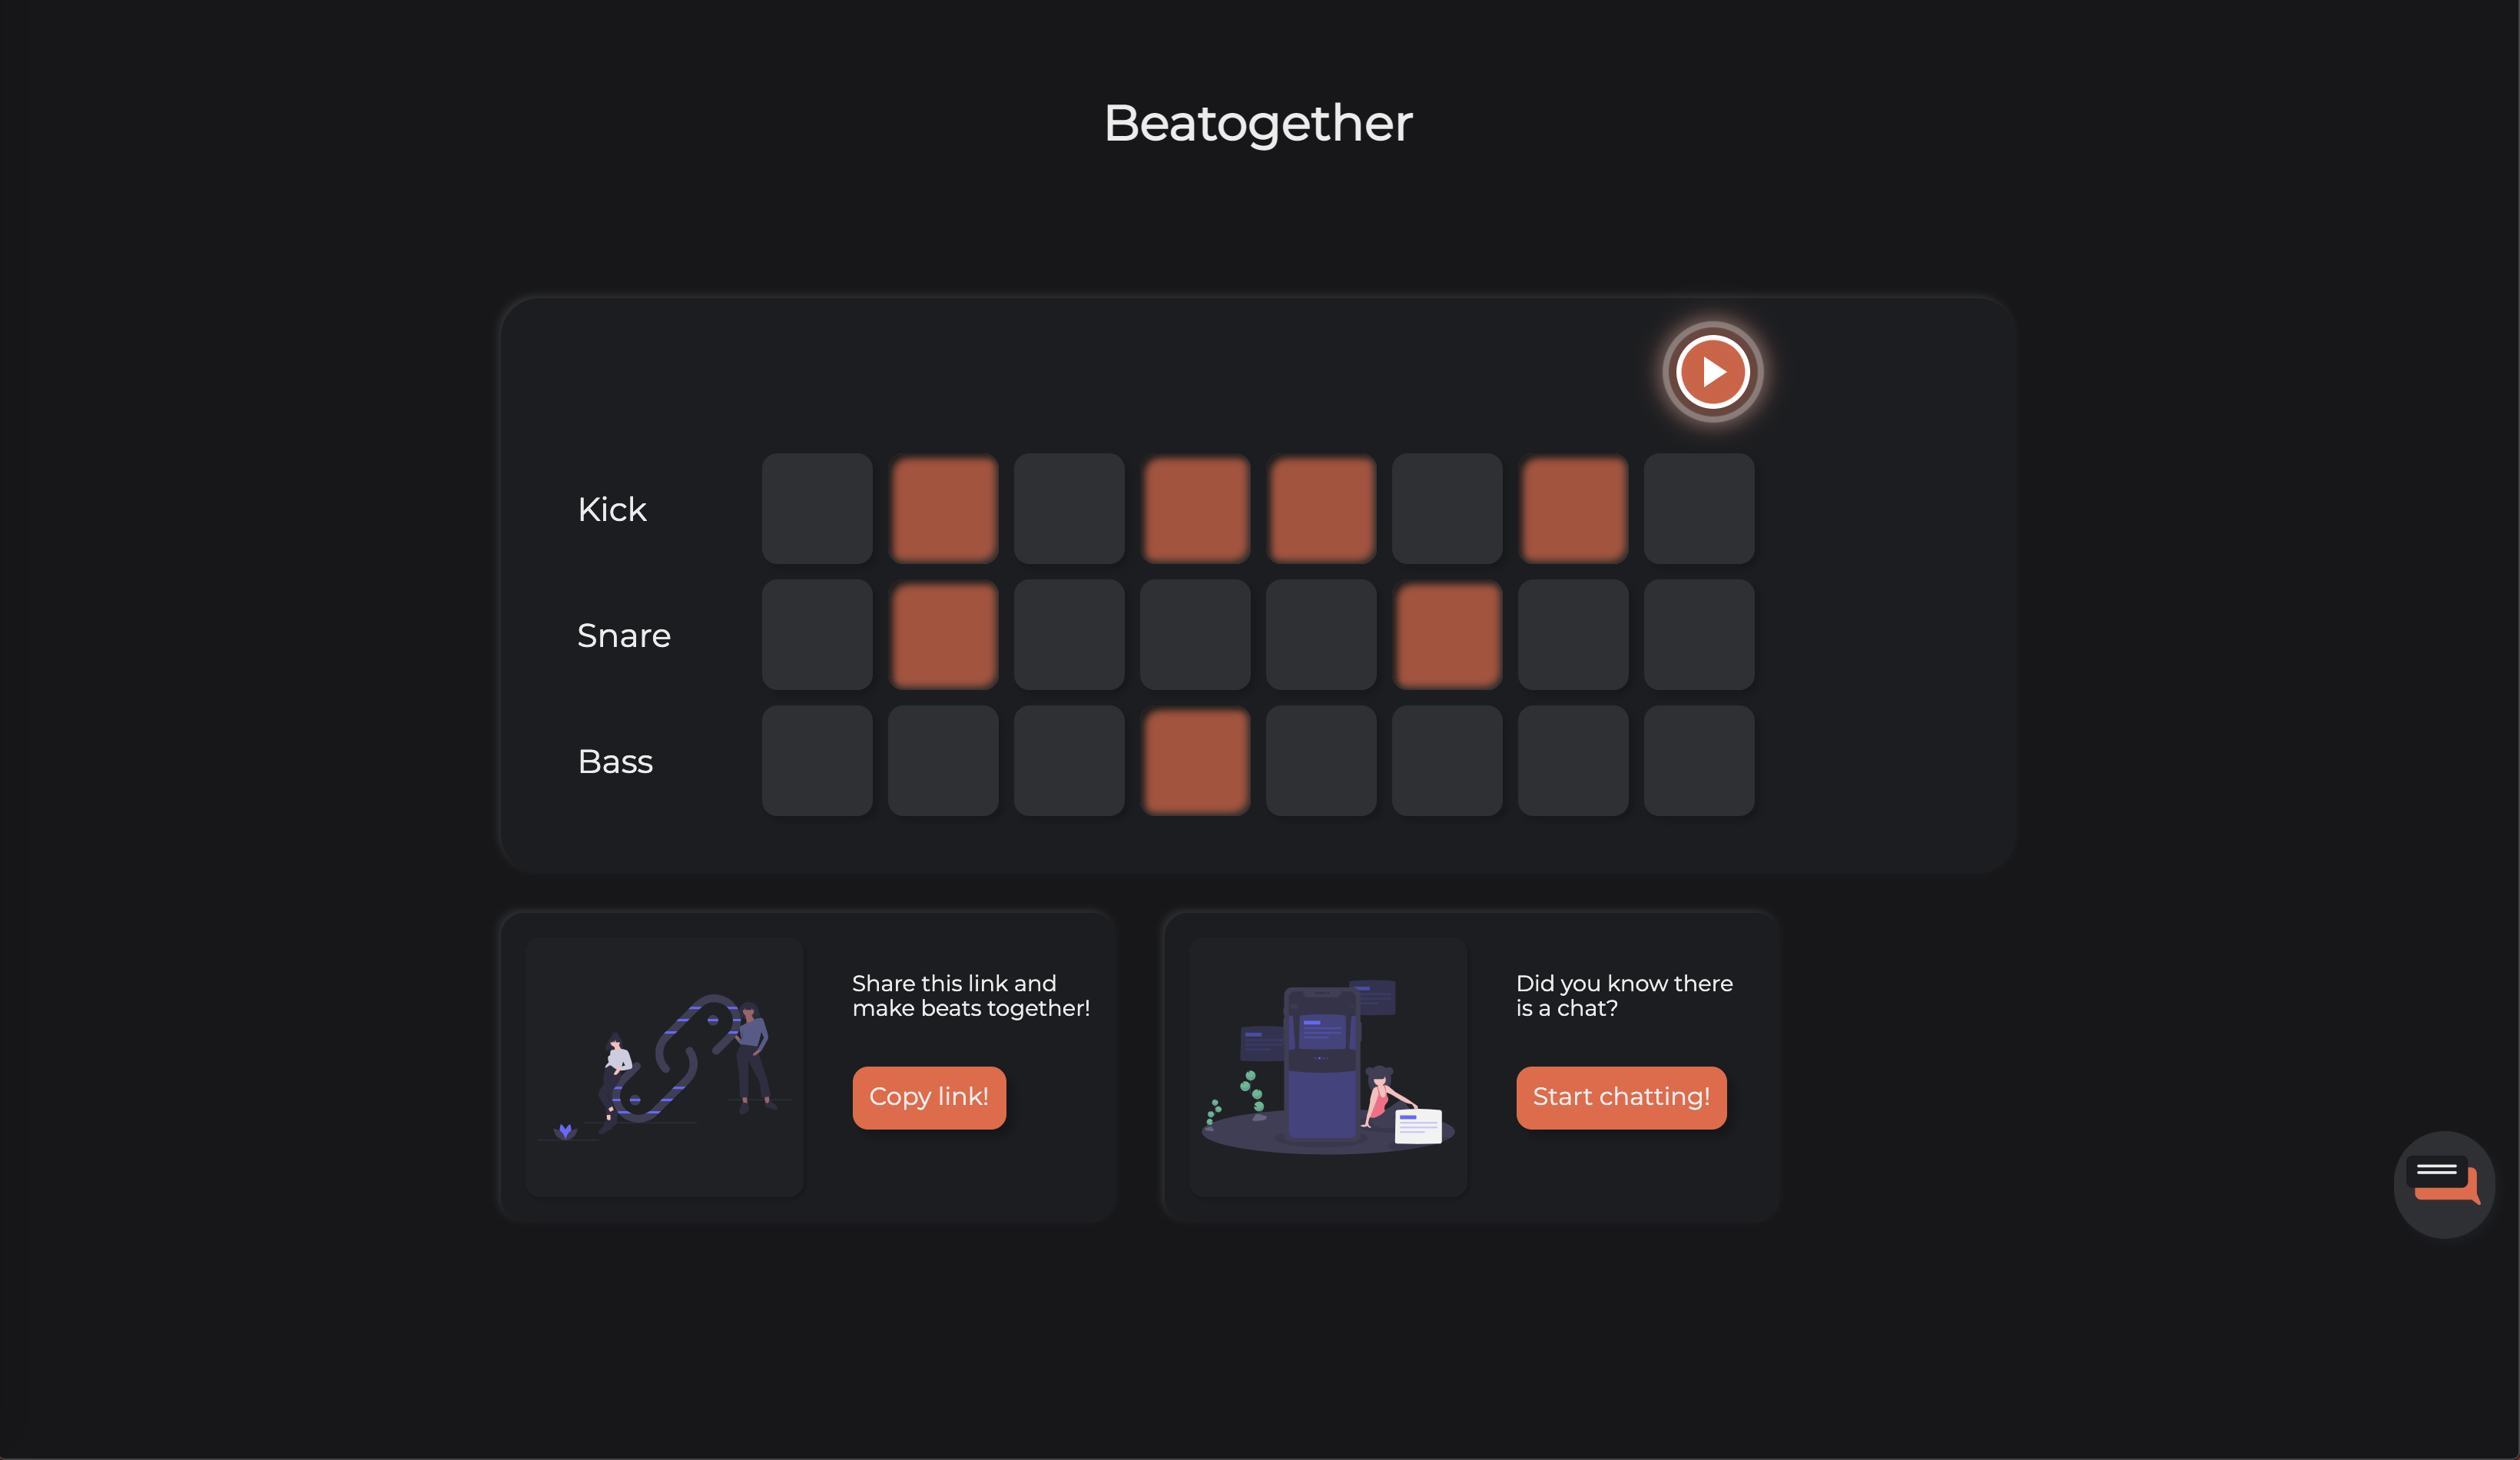 Beatogether
Kick
Snare
Bass
Share this link and
make beats together!
Copy link!
Did you know there
is a chat?
Start chatting!